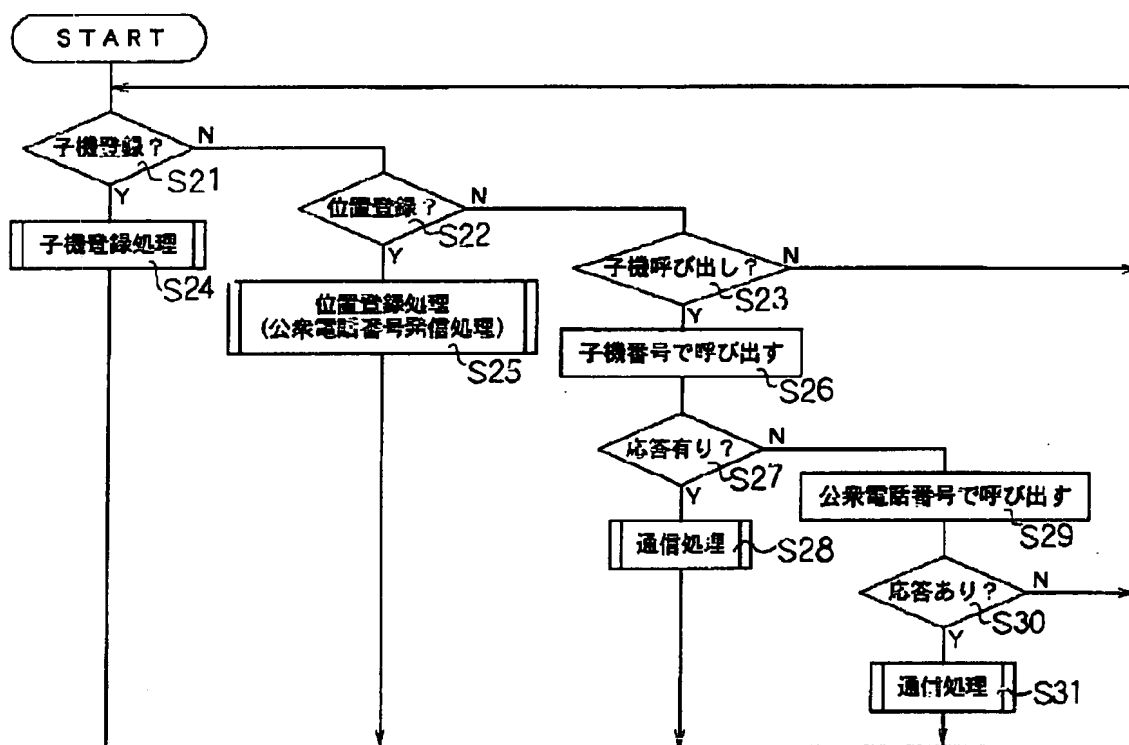 START
子機登録?
N
S21
Y
位置登録?
N
S22
Y
子機登録処理
S24
子機呼び出し?
N
S23
Y
位置登録処理
(公衆電話番号発信処理)
S25
子機番号で呼び出す
S26
応答有り?
N
S27
Y
公衆電話番号で呼び出す
S29
通信処理
S28
応答あり?
N
S30
Y
通信処理
S31